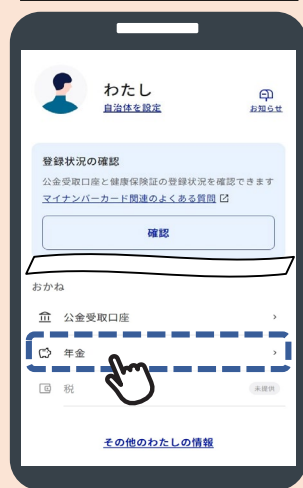 わたし
自治体を設定
お知らせ
登録状況の確認
公金受取口座と健康保険証の登録状況を確認できます
マイナンバーカード関連のよくある質問
確認
おかね
公金受取口座
年金
税
未提供
その他のわたしの情報